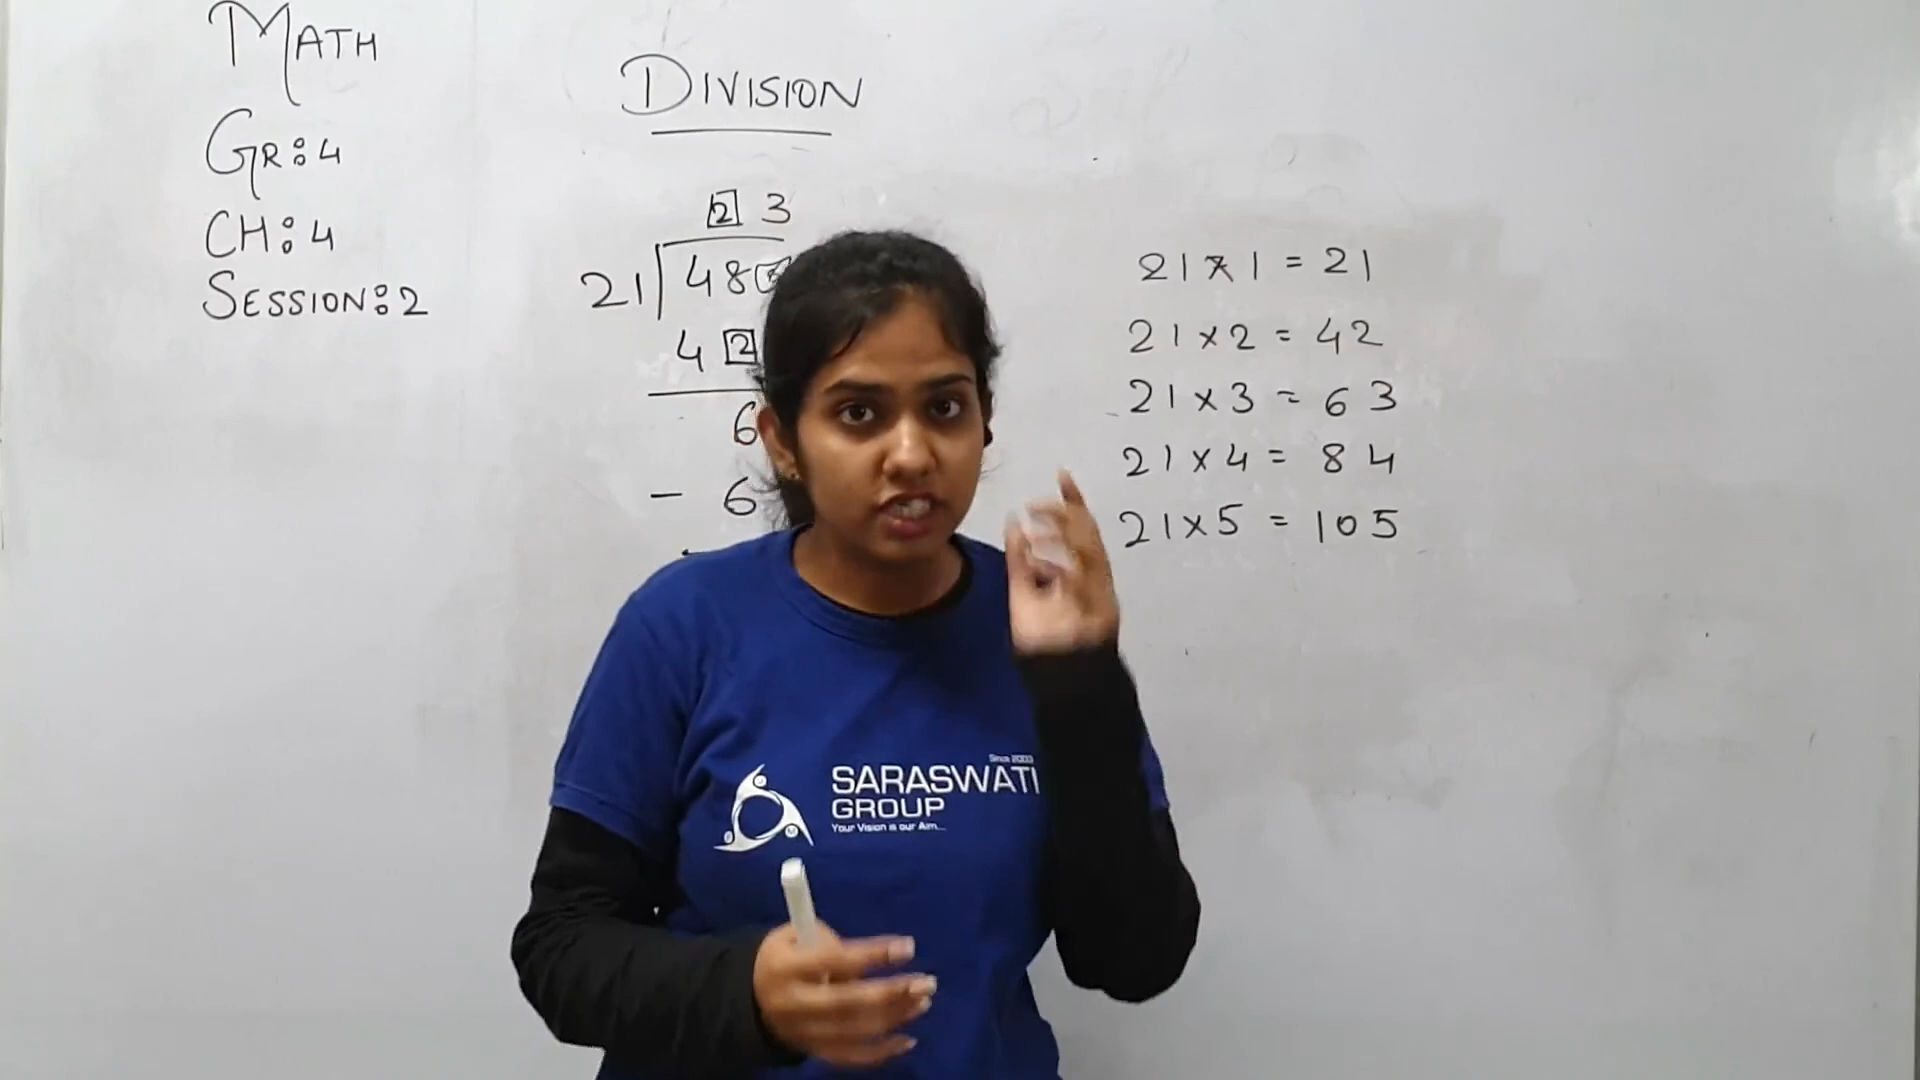 MATH
GR:4
CH:4
SESSION:2
DIVISION
2 3
21 48
4 2
6
- 6
21 x 1 = 21
21 x 2 = 42
21 x 3 = 63
21 x 4 = 84
21 x 5 = 105
Since 2003
SARASWATI
GROUP
Your Vision is our Aim...